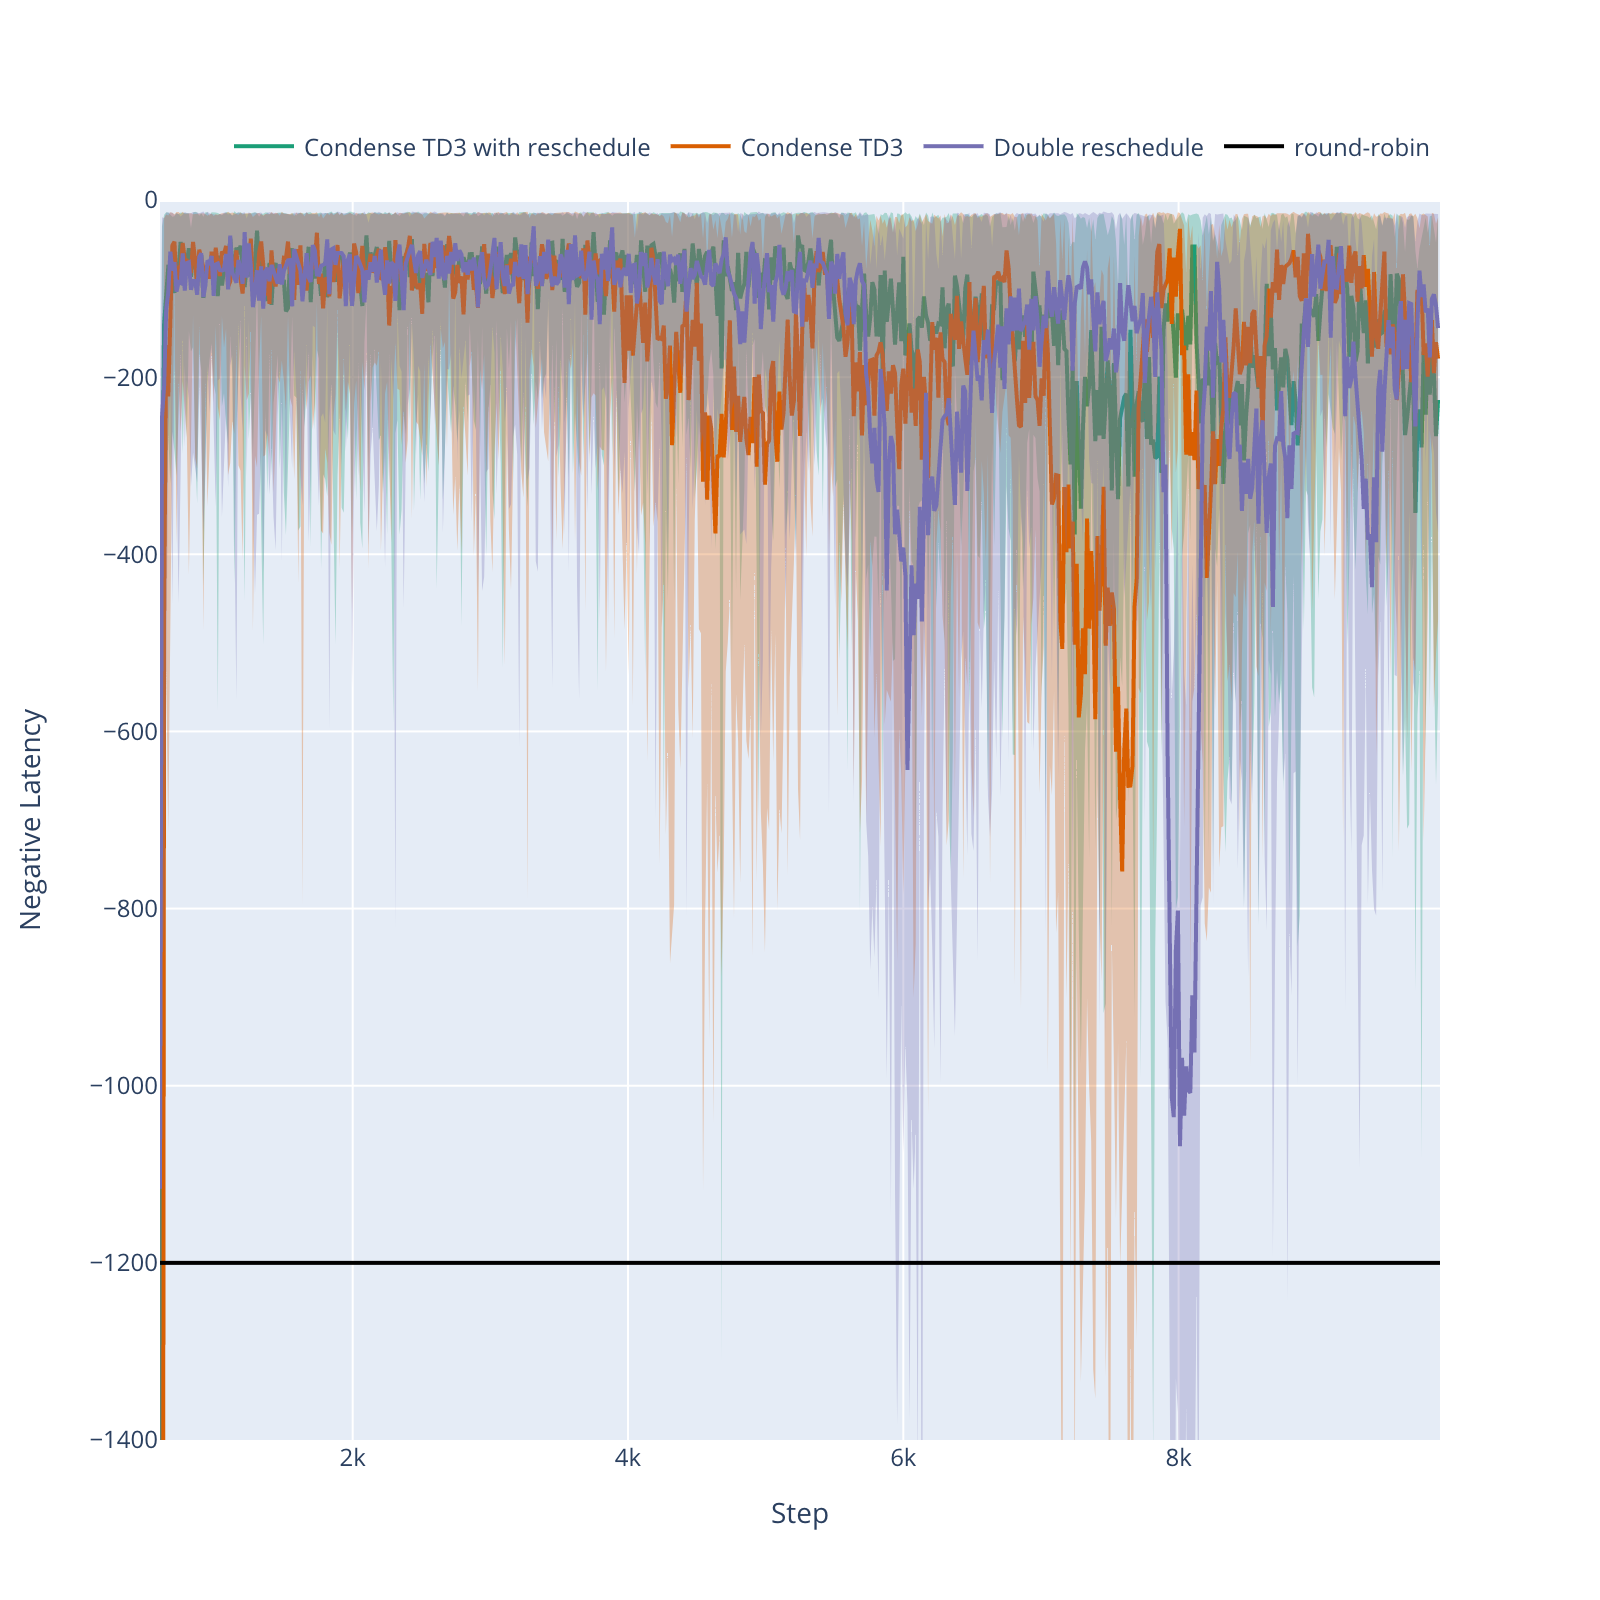 Condense TD3 with reschedule Condense TD3 Double reschedule round-robin
0
−200
−400
−600
−800
−1000
−1200
−1400
Negative Latency
2k 4k 6k 8k
Step